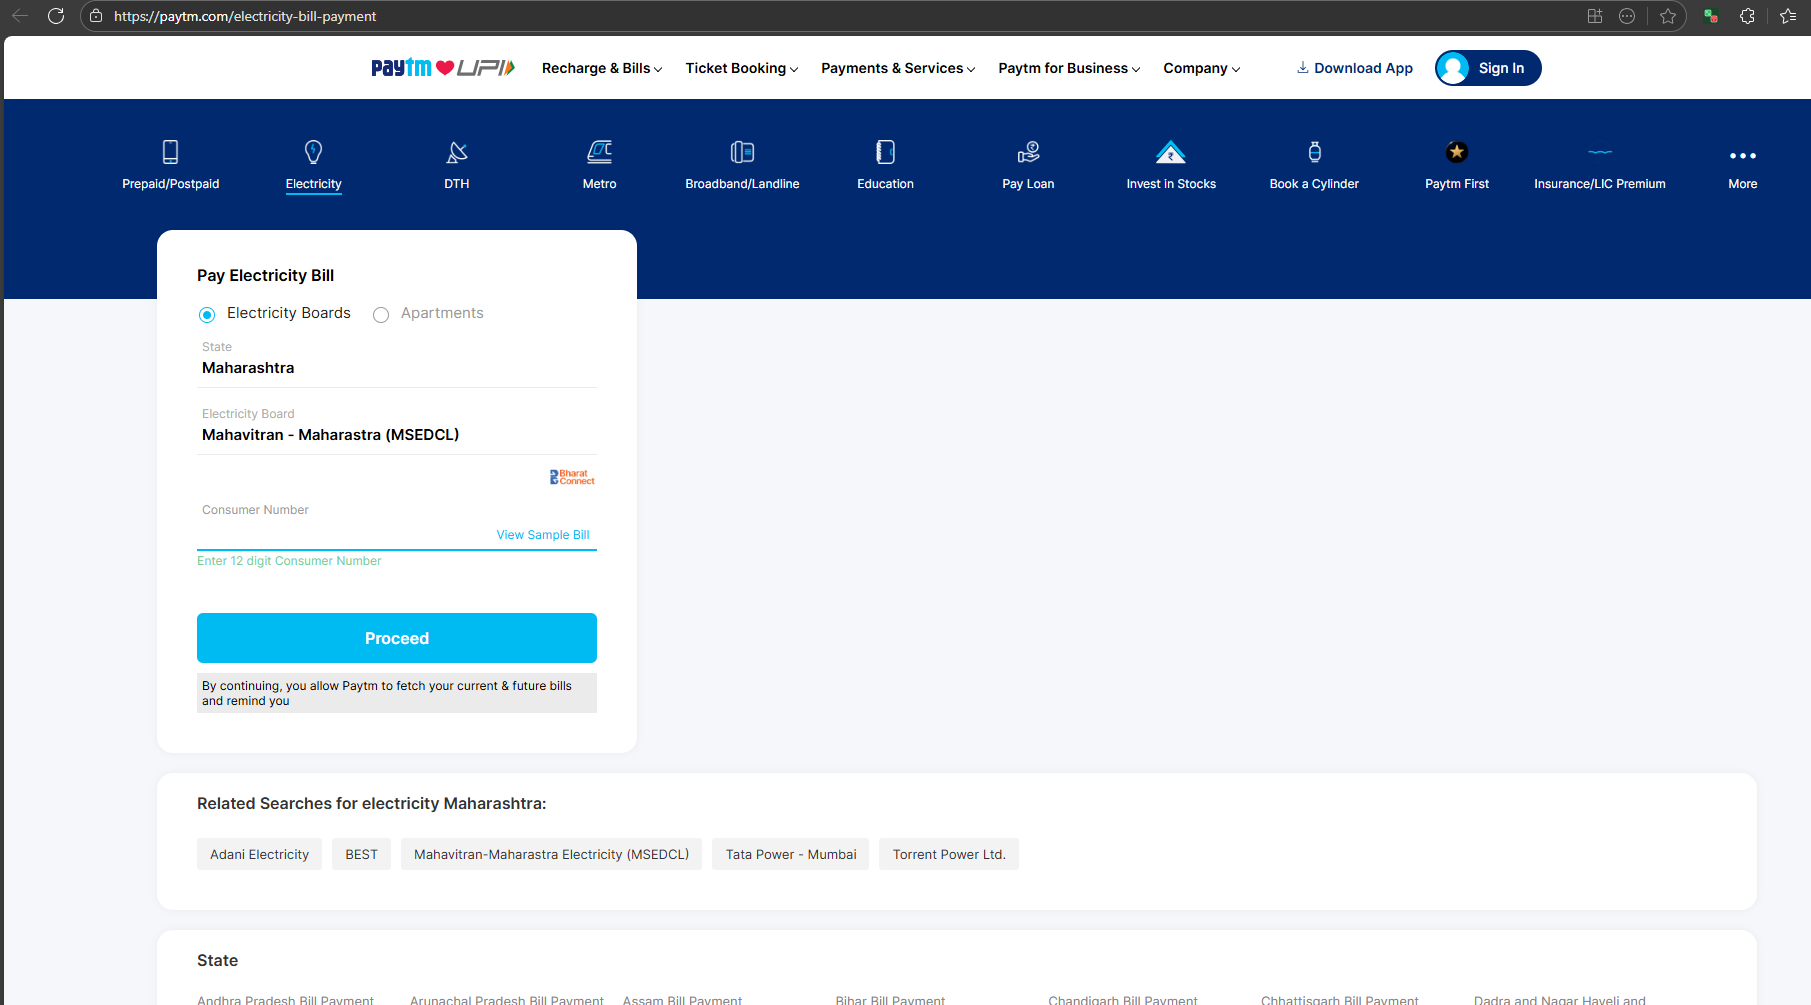 https://paytm.com/electricity-bill-payment
paytm UPI
Recharge & Bills
Ticket Booking
Payments & Services
Paytm for Business
Company
Download App
Sign In
Prepaid/Postpaid
Electricity
DTH
Metro
Broadband/Landline
Education
Pay Loan
Invest in Stocks
Book a Cylinder
Paytm First
Insurance/LIC Premium
More
Pay Electricity Bill
Electricity Boards
Apartments
State
Maharashtra
Electricity Board
Mahavitran - Maharastra (MSEDCL)
Bharat
Connect
Consumer Number
View Sample Bill
Enter 12 digit Consumer Number
Proceed
By continuing, you allow Paytm to fetch your current & future bills
and remind you
Related Searches for electricity Maharashtra:
Adani Electricity
BEST
Mahavitran-Maharastra Electricity (MSEDCL)
Tata Power - Mumbai
Torrent Power Ltd.
State
Andhra Pradesh Bill Payment
Arunachal Pradesh Bill Payment
Assam Bill Payment
Bihar Bill Payment
Chandigarh Bill Payment
Chhattisgarh Bill Payment
Dadra and Nagar Haveli and